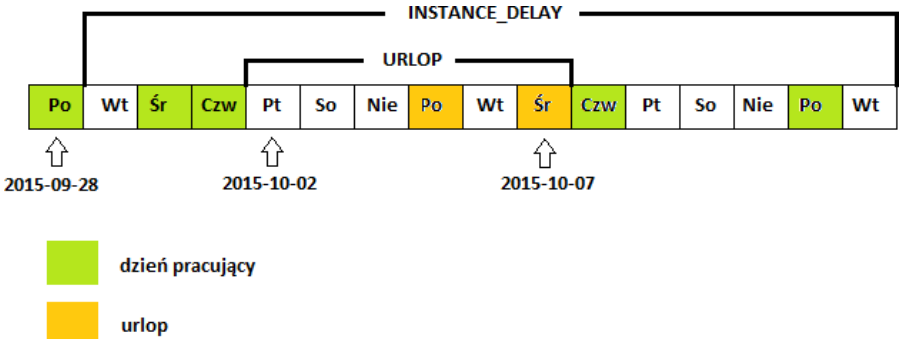 INSTANCE_DELAY
URLOP
Po Wt Śr Czw Pt So Nie Po Wt Śr Czw Pt So Nie Po Wt
2015-09-28 2015-10-02 2015-10-07
dzień pracujący
urlop